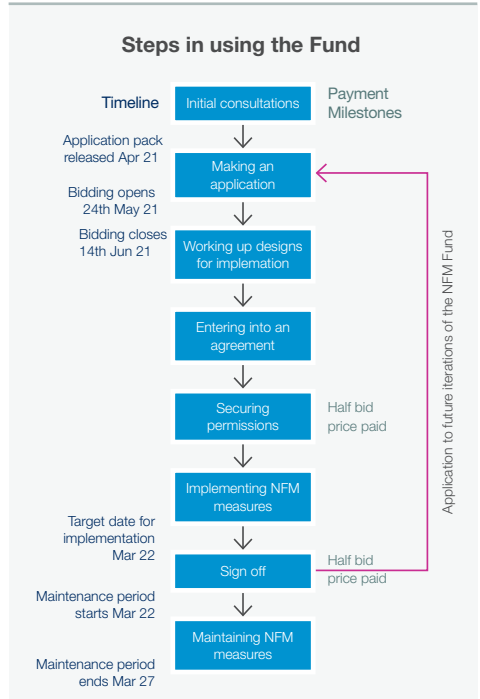 Steps in using the Fund
Timeline
Initial consultations
Payment
Milestones
Application pack
released Apr 21
Making an
application
Bidding opens
24th May 21
Bidding closes
14th Jun 21
Working up designs
for implemation
Entering into an
agreement
Securing
permissions
Half bid
price paid
Implementing NFM
measures
Target date for
implementation
Mar 22
Sign off
Half bid
price paid
Maintenance period
starts Mar 22
Maintaining NFM
measures
Maintenance period
ends Mar 27
Application to future iterations of the NFM Fund